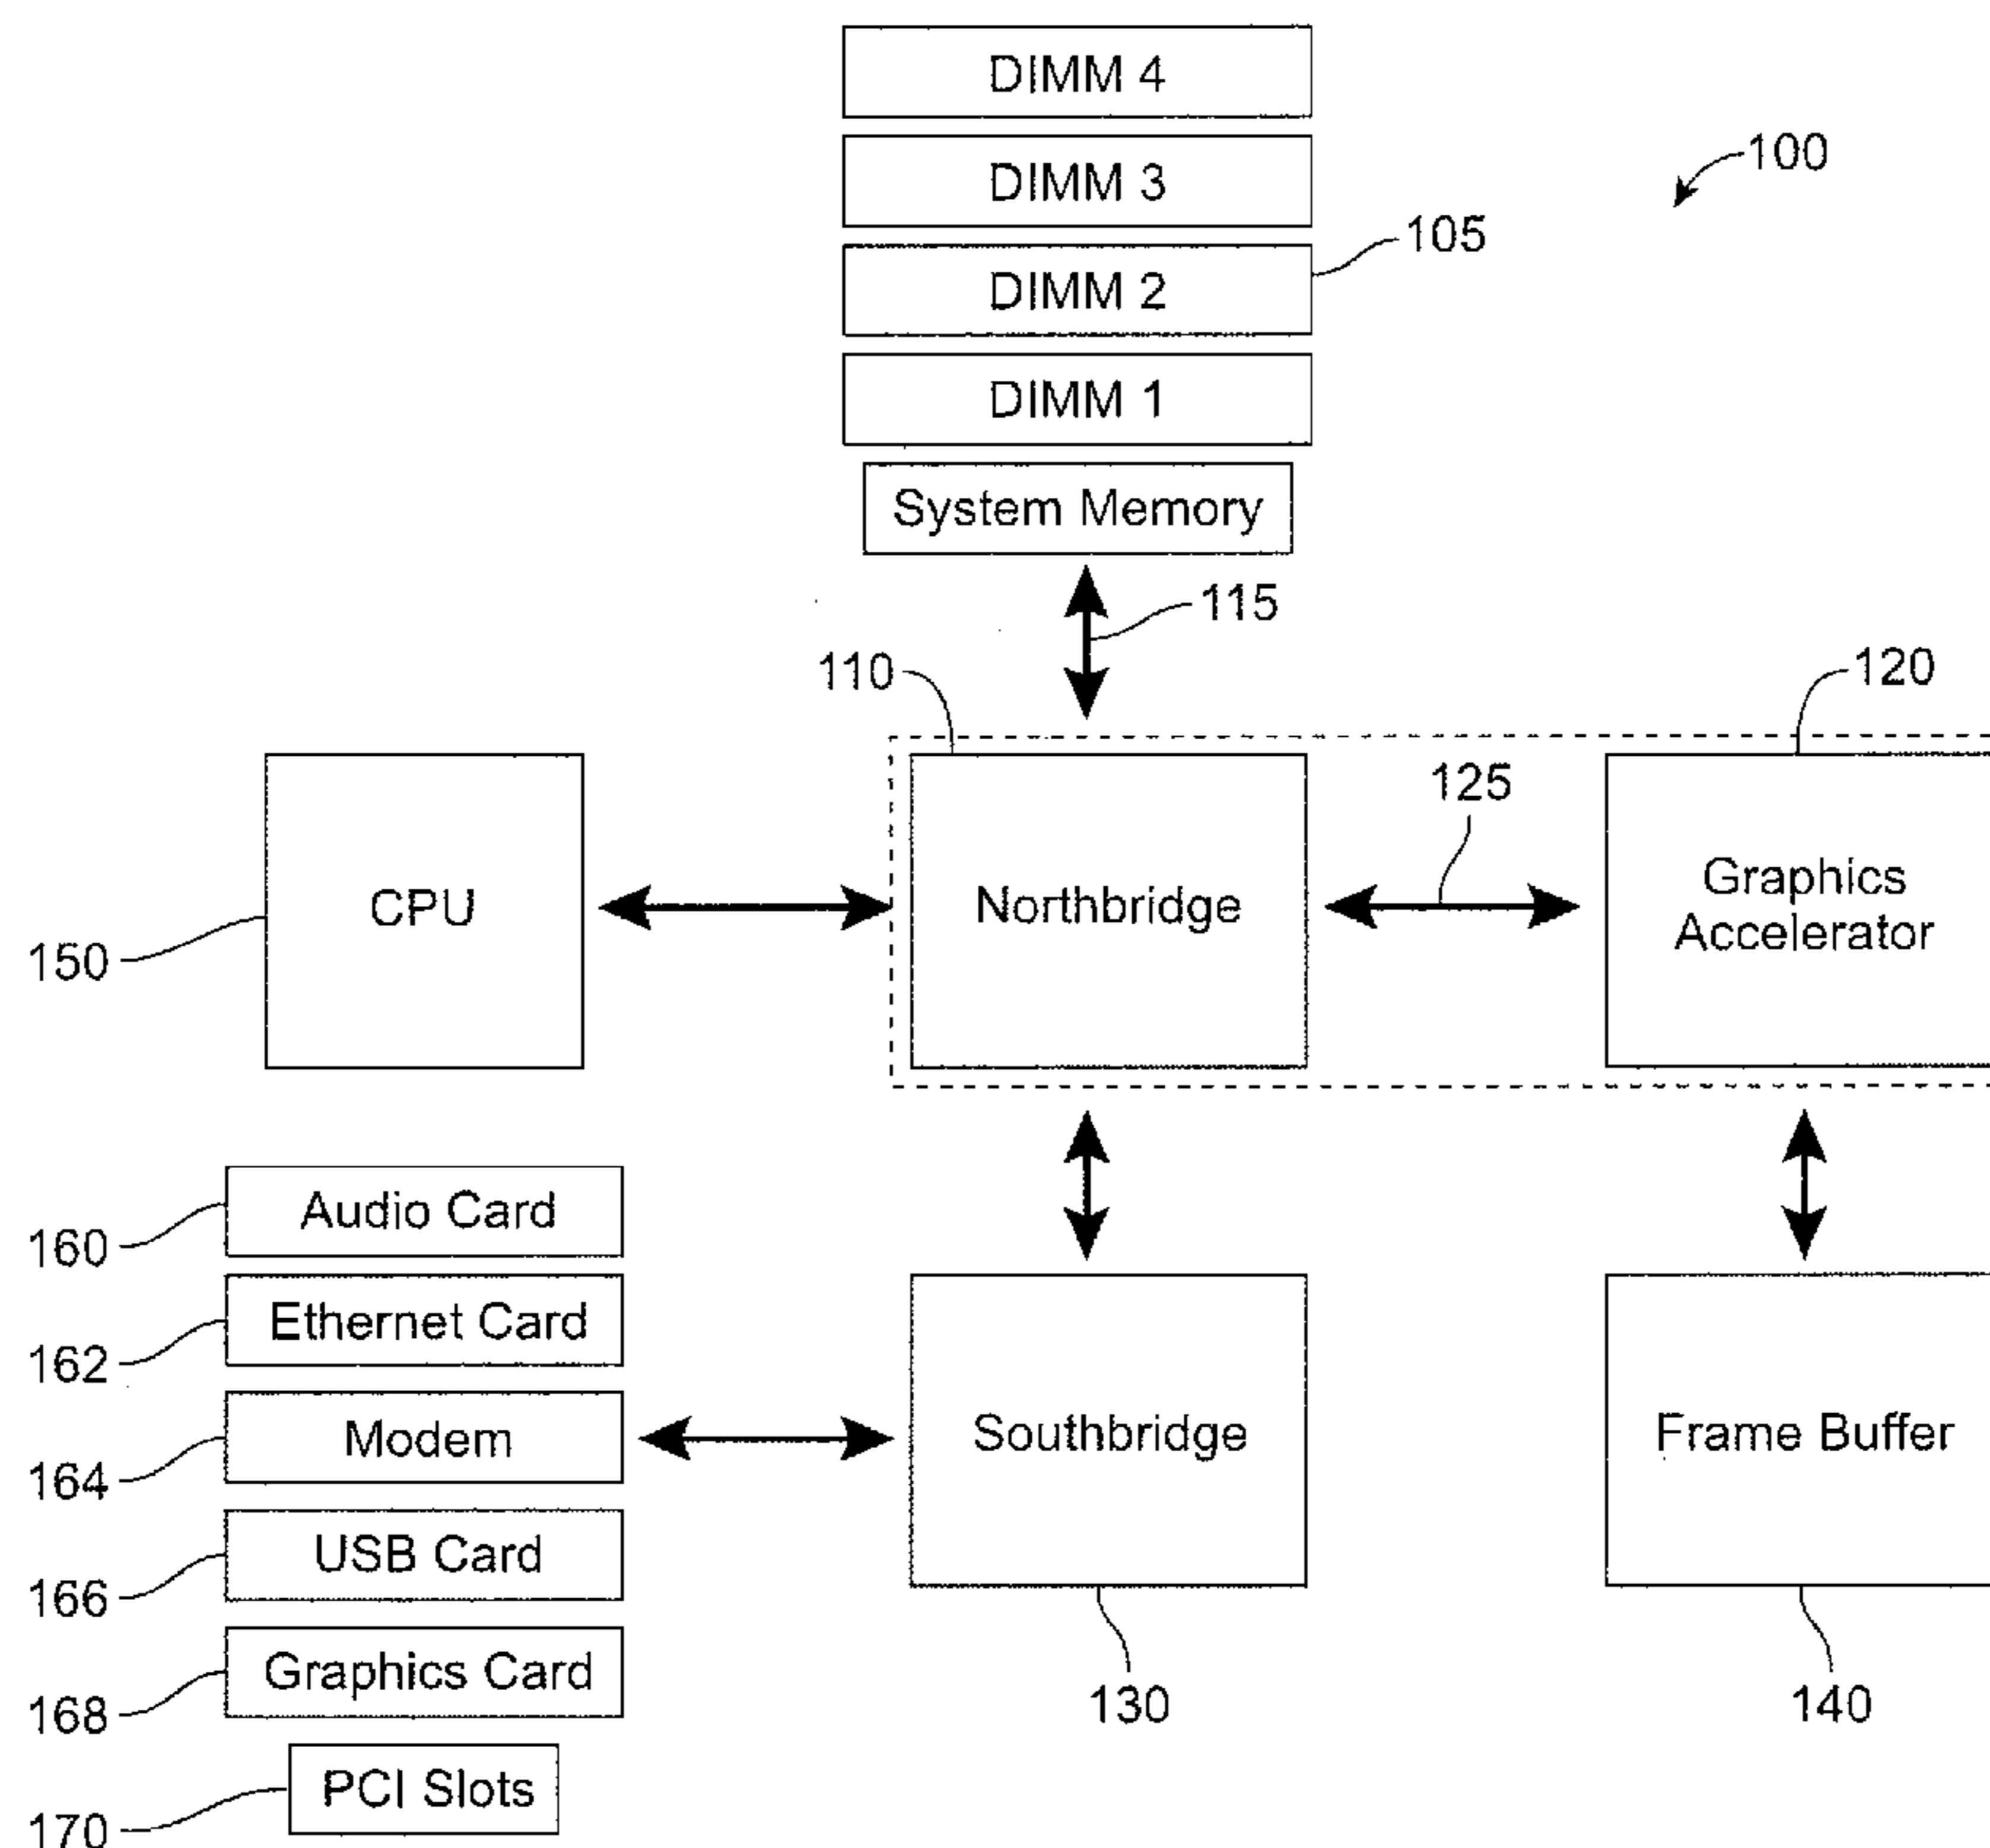 DIMM 4
100
DIMM 3
105
DIMM 2
DIMM 1
System Memory
115
110
120
125
CPU
Northbridge
Graphics
Accelerator
150
Audio Card
160
Ethernet Card
162
Modem
Southbridge
Frame Buffer
164
USB Card
166
Graphics Card
168
130
140
PCI Slots
170